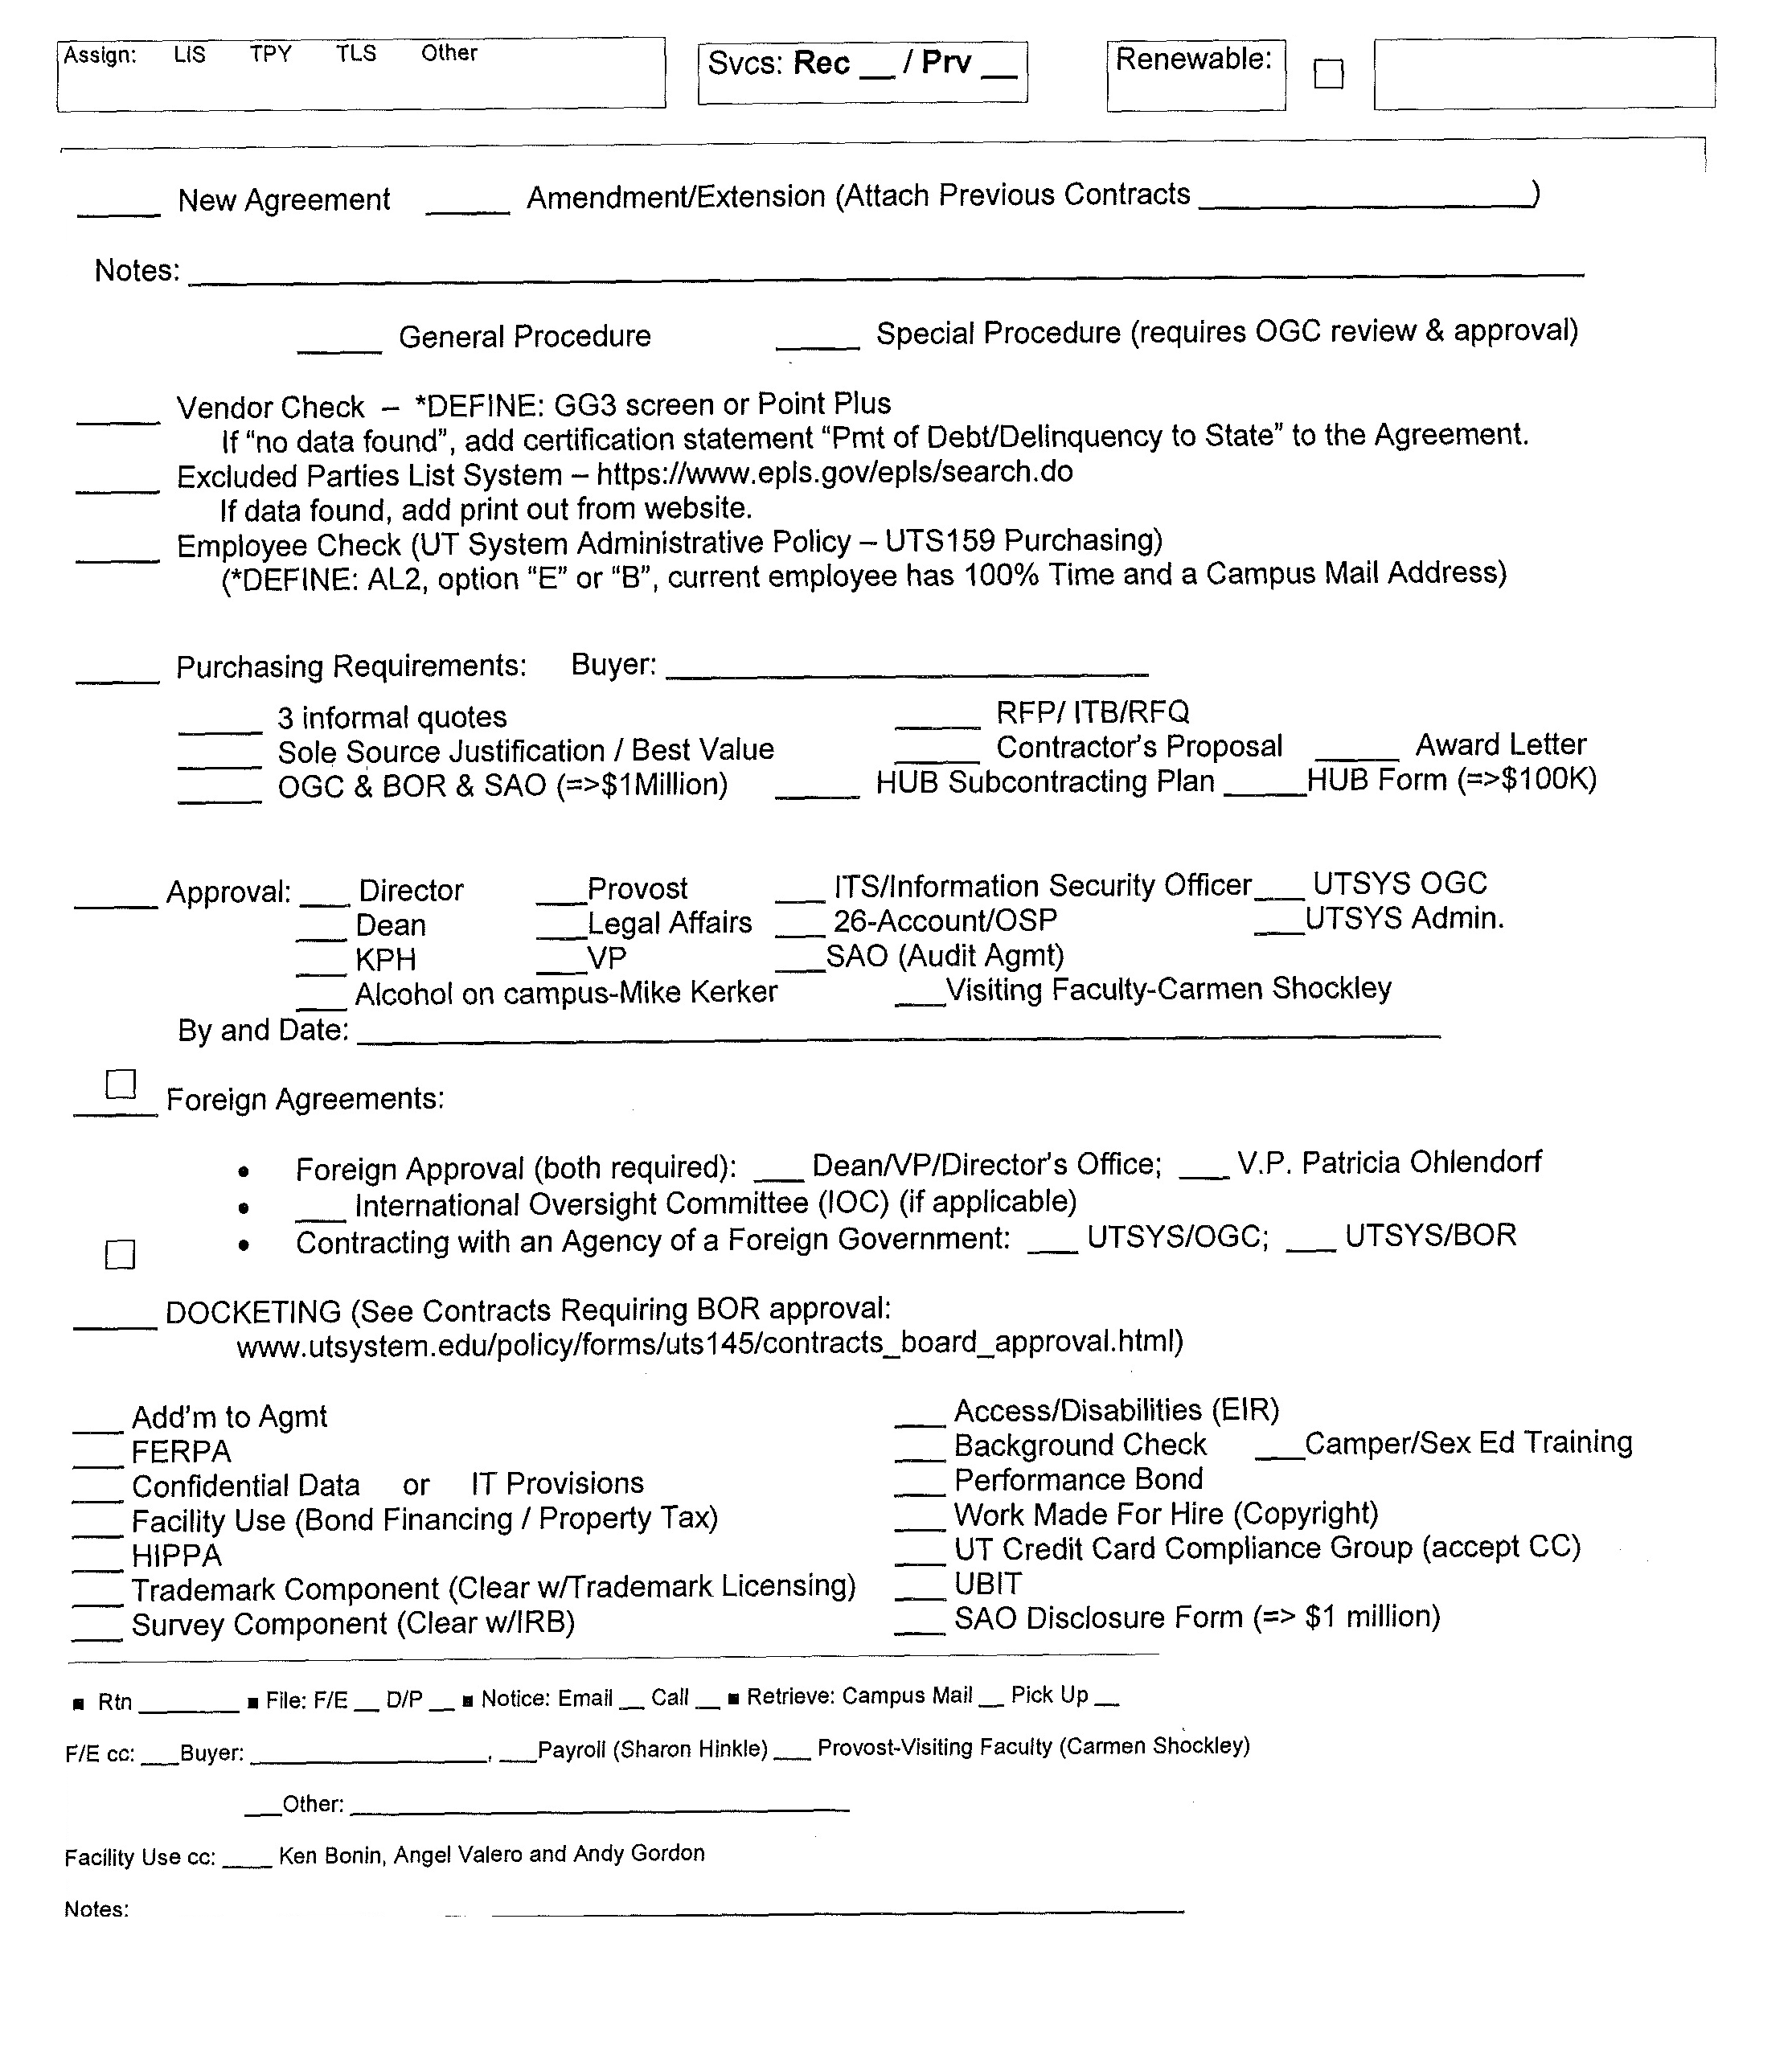 Assign: LIS TPY TLS Other Svcs: Rec __ / Prv __ Renewable: ☐
_____ New Agreement _____ Amendment/Extension (Attach Previous Contracts ____________________)
Notes: ____________________
_____ General Procedure _____ Special Procedure (requires OGC review & approval)
_____ Vendor Check – *DEFINE: GG3 screen or Point Plus
If "no data found", add certification statement "Pmt of Debt/Delinquency to State" to the Agreement.
_____ Excluded Parties List System – https://www.epls.gov/epls/search.do
If data found, add print out from website.
_____ Employee Check (UT System Administrative Policy – UTS159 Purchasing)
(*DEFINE: AL2, option "E" or "B", current employee has 100% Time and a Campus Mail Address)
_____ Purchasing Requirements: Buyer: ____________________
_____ 3 informal quotes _____ RFP/ ITB/RFQ
_____ Sole Source Justification / Best Value _____ Contractor's Proposal _____ Award Letter
_____ OGC & BOR & SAO (=>$1Million) _____ HUB Subcontracting Plan _____HUB Form (=>$100K)
_____ Approval: ___ Director ___Provost ___ ITS/Information Security Officer___ UTSYS OGC
___ Dean ___Legal Affairs ___ 26-Account/OSP ___UTSYS Admin.
___ KPH ___VP ___SAO (Audit Agmt)
___ Alcohol on campus-Mike Kerker ___Visiting Faculty-Carmen Shockley
By and Date: ____________________
☐ _____ Foreign Agreements:
• Foreign Approval (both required): ___ Dean/VP/Director's Office; ___ V.P. Patricia Ohlendorf
• ___ International Oversight Committee (IOC) (if applicable)
☐ • Contracting with an Agency of a Foreign Government: ___ UTSYS/OGC; ___ UTSYS/BOR
_____ DOCKETING (See Contracts Requiring BOR approval:
www.utsystem.edu/policy/forms/uts145/contracts_board_approval.html)
___ Add'm to Agmt ___ Access/Disabilities (EIR)
___ FERPA ___ Background Check ___Camper/Sex Ed Training
___ Confidential Data or IT Provisions ___ Performance Bond
___ Facility Use (Bond Financing / Property Tax) ___ Work Made For Hire (Copyright)
___ HIPPA ___ UT Credit Card Compliance Group (accept CC)
___ Trademark Component (Clear w/Trademark Licensing) ___ UBIT
___ Survey Component (Clear w/IRB) ___ SAO Disclosure Form (=> $1 million)
■ Rtn ________ ■ File: F/E __ D/P __ ■ Notice: Email __ Call __ ■ Retrieve: Campus Mail __ Pick Up __
F/E cc: ___Buyer: ____________________, ___Payroll (Sharon Hinkle) ___ Provost-Visiting Faculty (Carmen Shockley)
___Other: ____________________
Facility Use cc: ____ Ken Bonin, Angel Valero and Andy Gordon
Notes: ____________________